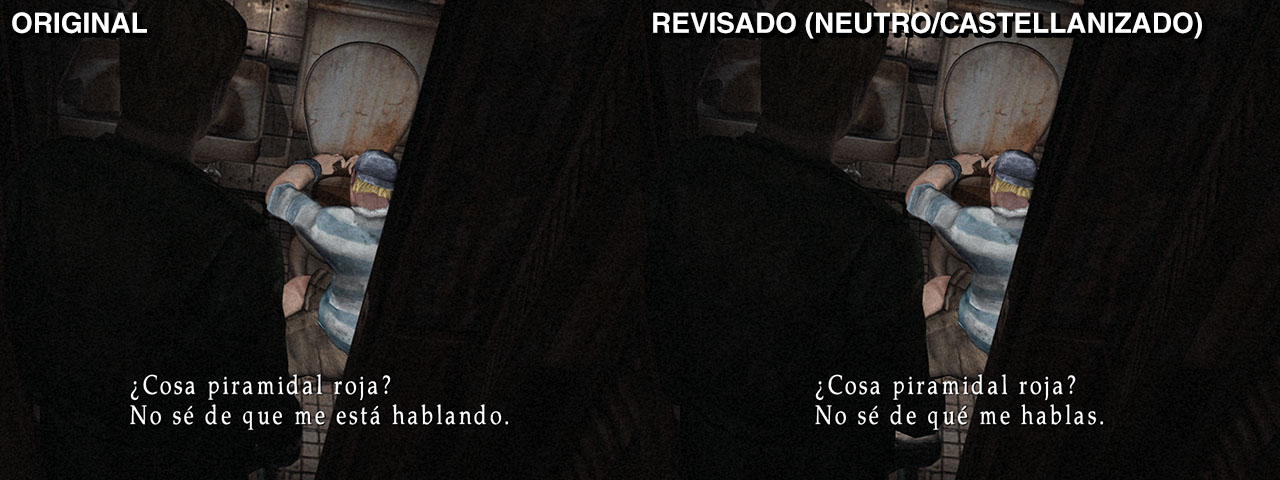 ORIGINAL
¿Cosa piramidal roja?
No sé de que me está hablando.
REVISADO (NEUTRO/CASTELLANIZADO)
¿Cosa piramidal roja?
No sé de qué me hablas.